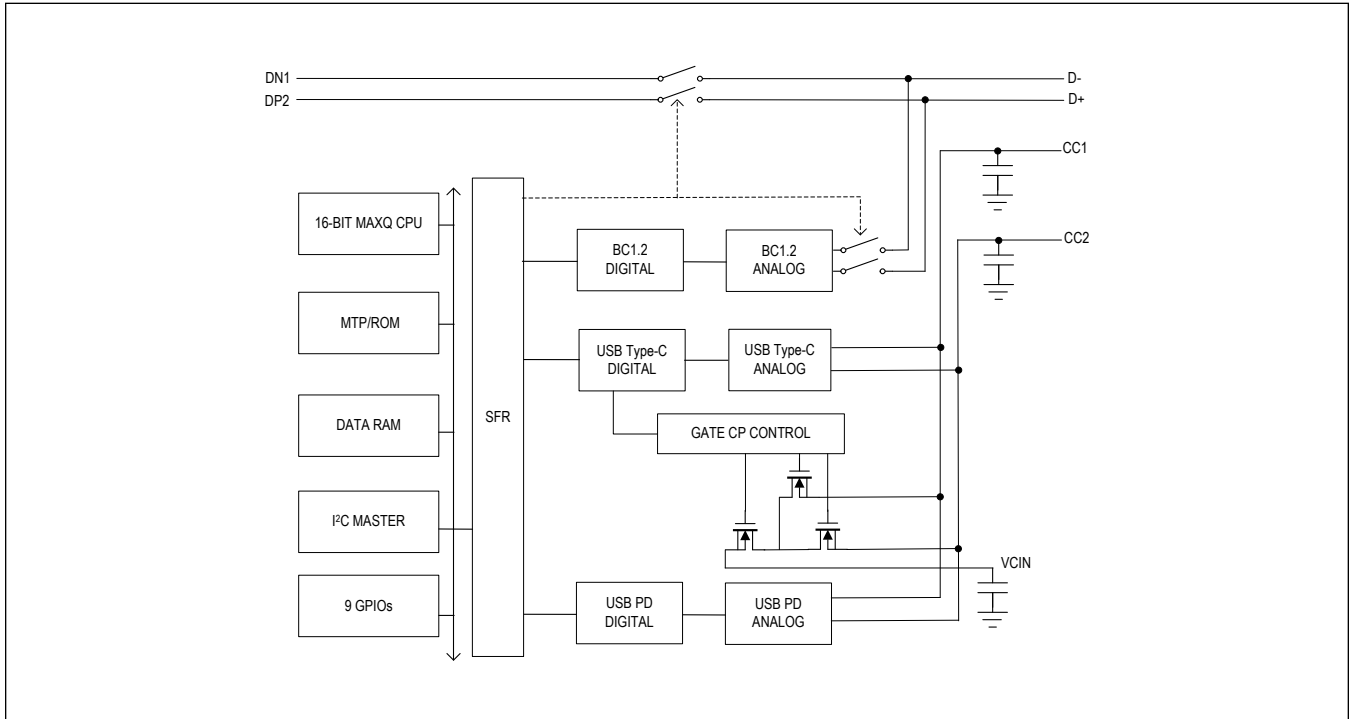 DN1
D-
DP2
D+
CC1
16-BIT MAXQ CPU
CC2
BC1.2
DIGITAL
BC1.2
ANALOG
MTP/ROM
USB Type-C
DIGITAL
USB Type-C
ANALOG
DATA RAM
SFR
GATE CP CONTROL
I²C MASTER
VCIN
9 GPIOs
USB PD
DIGITAL
USB PD
ANALOG